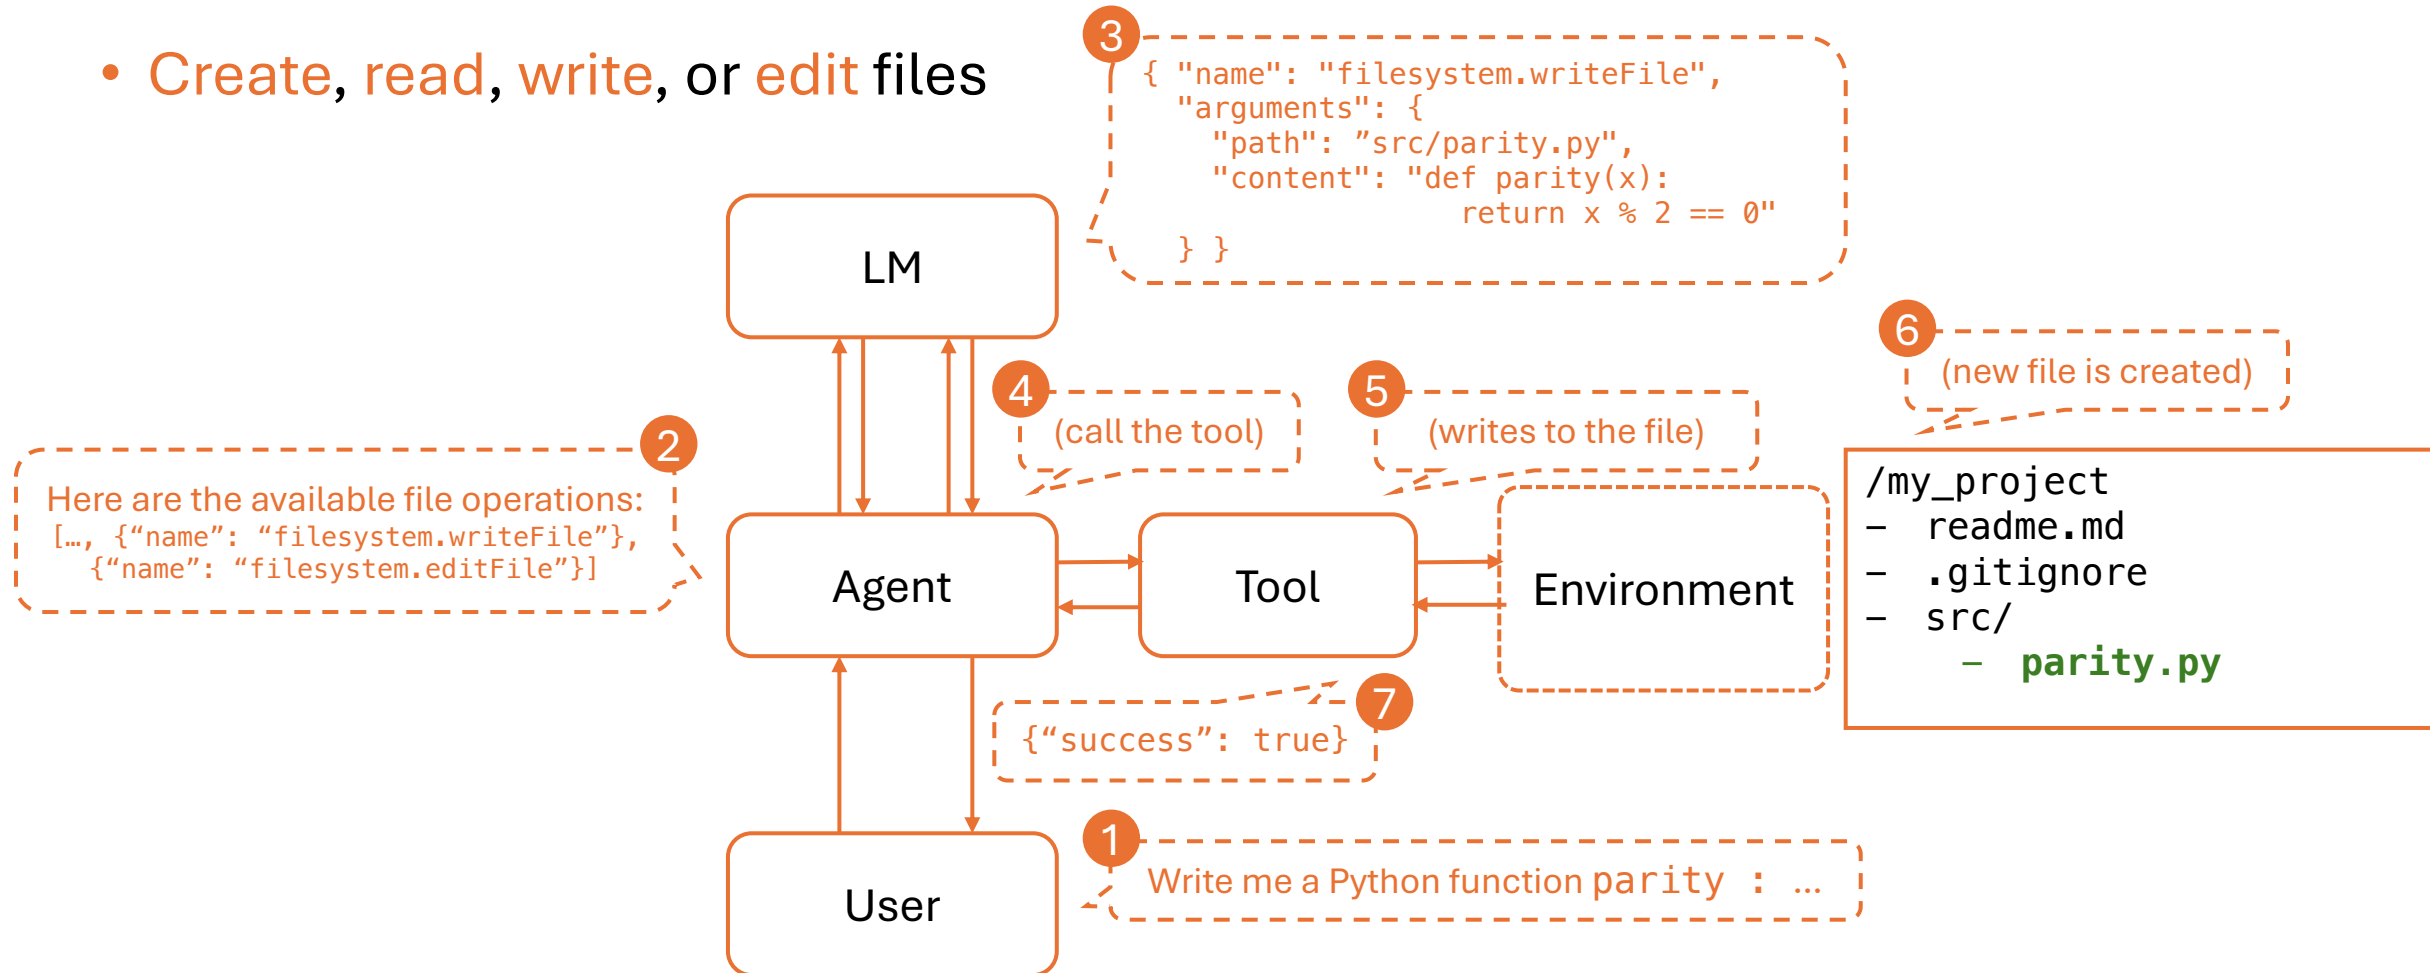 • Create, read, write, or edit files
3
{ "name": "filesystem.writeFile",
"arguments": {
"path": ”src/parity.py",
"content": "def parity(x):
return x % 2 == 0"
} }
LM
6
(new file is created)
4
(call the tool)
5
(writes to the file)
2
Here are the available file operations:
[…, {“name”: “filesystem.writeFile”},
{“name”: “filesystem.editFile”}]
Agent
Tool
Environment
/my_project
– readme.md
– .gitignore
– src/
– parity.py
7
{“success”: true}
1
Write me a Python function parity : …
User